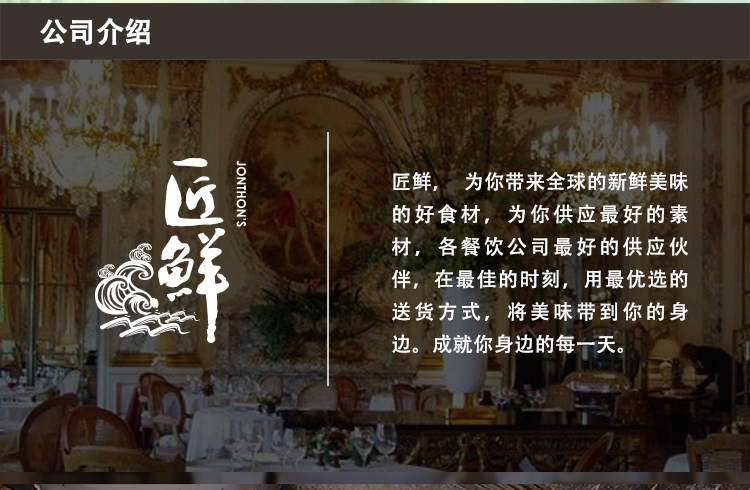 公司介绍
匠鲜
JONTHON'S
匠鲜， 为你带来全球的新鲜美味
的好食材，为你供应最好的素
材，各餐饮公司最好的供应伙
伴，在最佳的时刻，用最优选的
送货方式，将美味带到你的身
边。成就你身边的每一天。